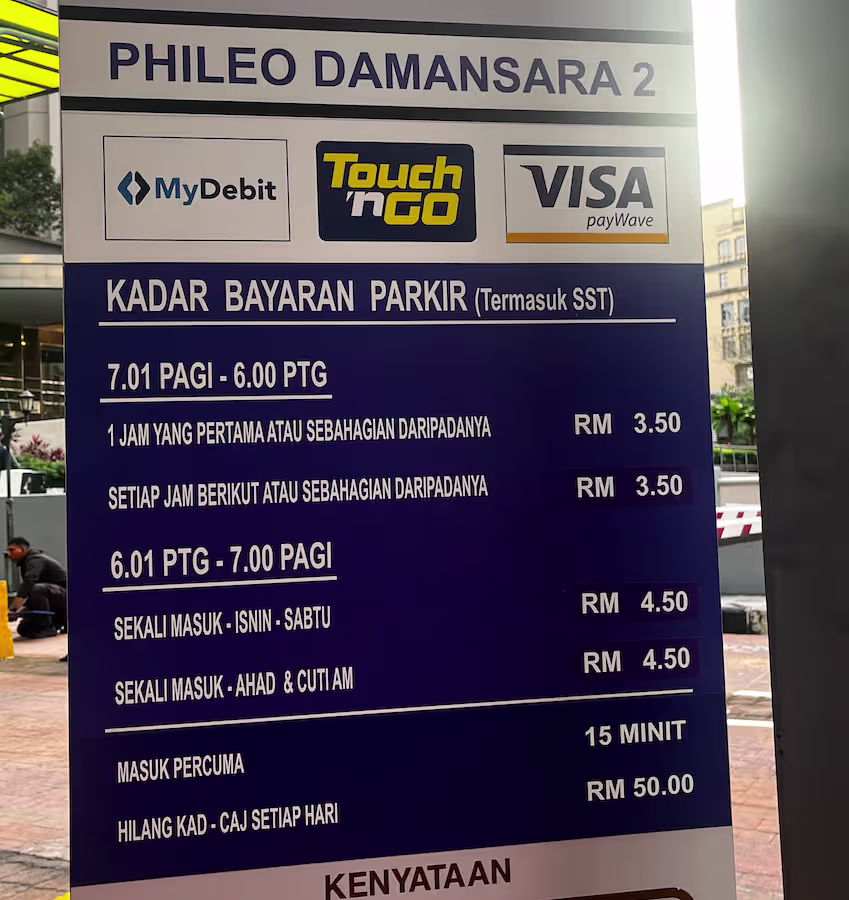 PHILEO DAMANSARA 2
MyDebit
Touch
'nGO
VISA
payWave
KADAR BAYARAN PARKIR (Termasuk SST)
7.01 PAGI - 6.00 PTG
1 JAM YANG PERTAMA ATAU SEBAHAGIAN DARIPADANYA RM 3.50
SETIAP JAM BERIKUT ATAU SEBAHAGIAN DARIPADANYA RM 3.50
6.01 PTG - 7.00 PAGI
SEKALI MASUK - ISNIN - SABTU RM 4.50
SEKALI MASUK - AHAD & CUTI AM RM 4.50
MASUK PERCUMA 15 MINIT
HILANG KAD - CAJ SETIAP HARI RM 50.00
KENYATAAN